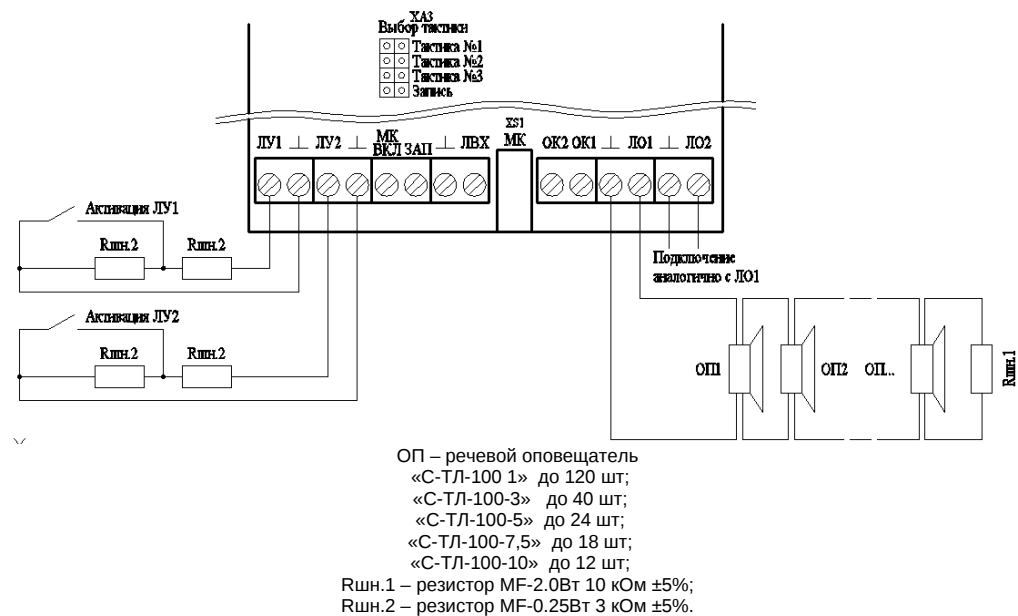 XA3
Выбор тактики
Тактика №1
Тактика №2
Тактика №3
Запись
XS1
ЛУ1 ⊥ ЛУ2 ⊥ МК ВКЛ ЗАП ⊥ ЛВХ МК ОК2 ОК1 ⊥ ЛО1 ⊥ ЛО2
Активация ЛУ1
Rшн.2 Rшн.2
Подключение
аналогично с ЛО1
Активация ЛУ2
Rшн.2 Rшн.2
ОП1 ОП2 ОП... Rшн.1
ОП – речевой оповещатель
«С-ТЛ-100 1» до 120 шт;
«С-ТЛ-100-3» до 40 шт;
«С-ТЛ-100-5» до 24 шт;
«С-ТЛ-100-7,5» до 18 шт;
«С-ТЛ-100-10» до 12 шт;
Rшн.1 – резистор MF-2.0Вт 10 кОм ±5%;
Rшн.2 – резистор MF-0.25Вт 3 кОм ±5%.